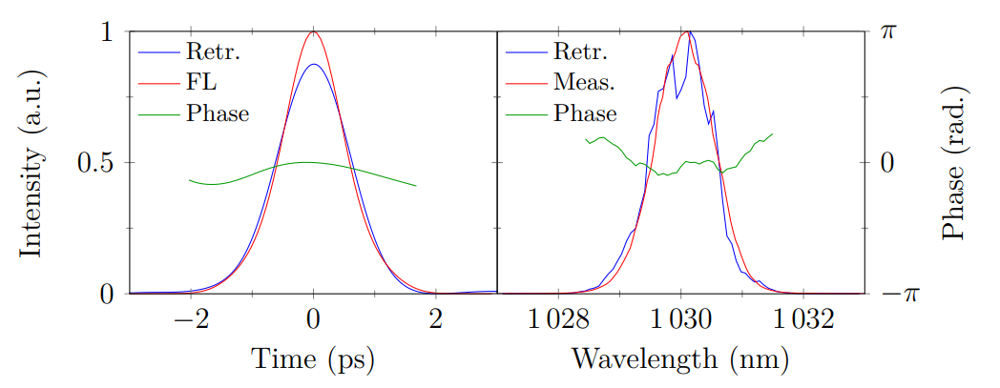 Intensity (a.u.)
1
0.5
0
Retr.
FL
Phase
−2
0
2
Time (ps)
Retr.
Meas.
Phase
1 028
1 030
1 032
Wavelength (nm)
π
0
−π
Phase (rad.)